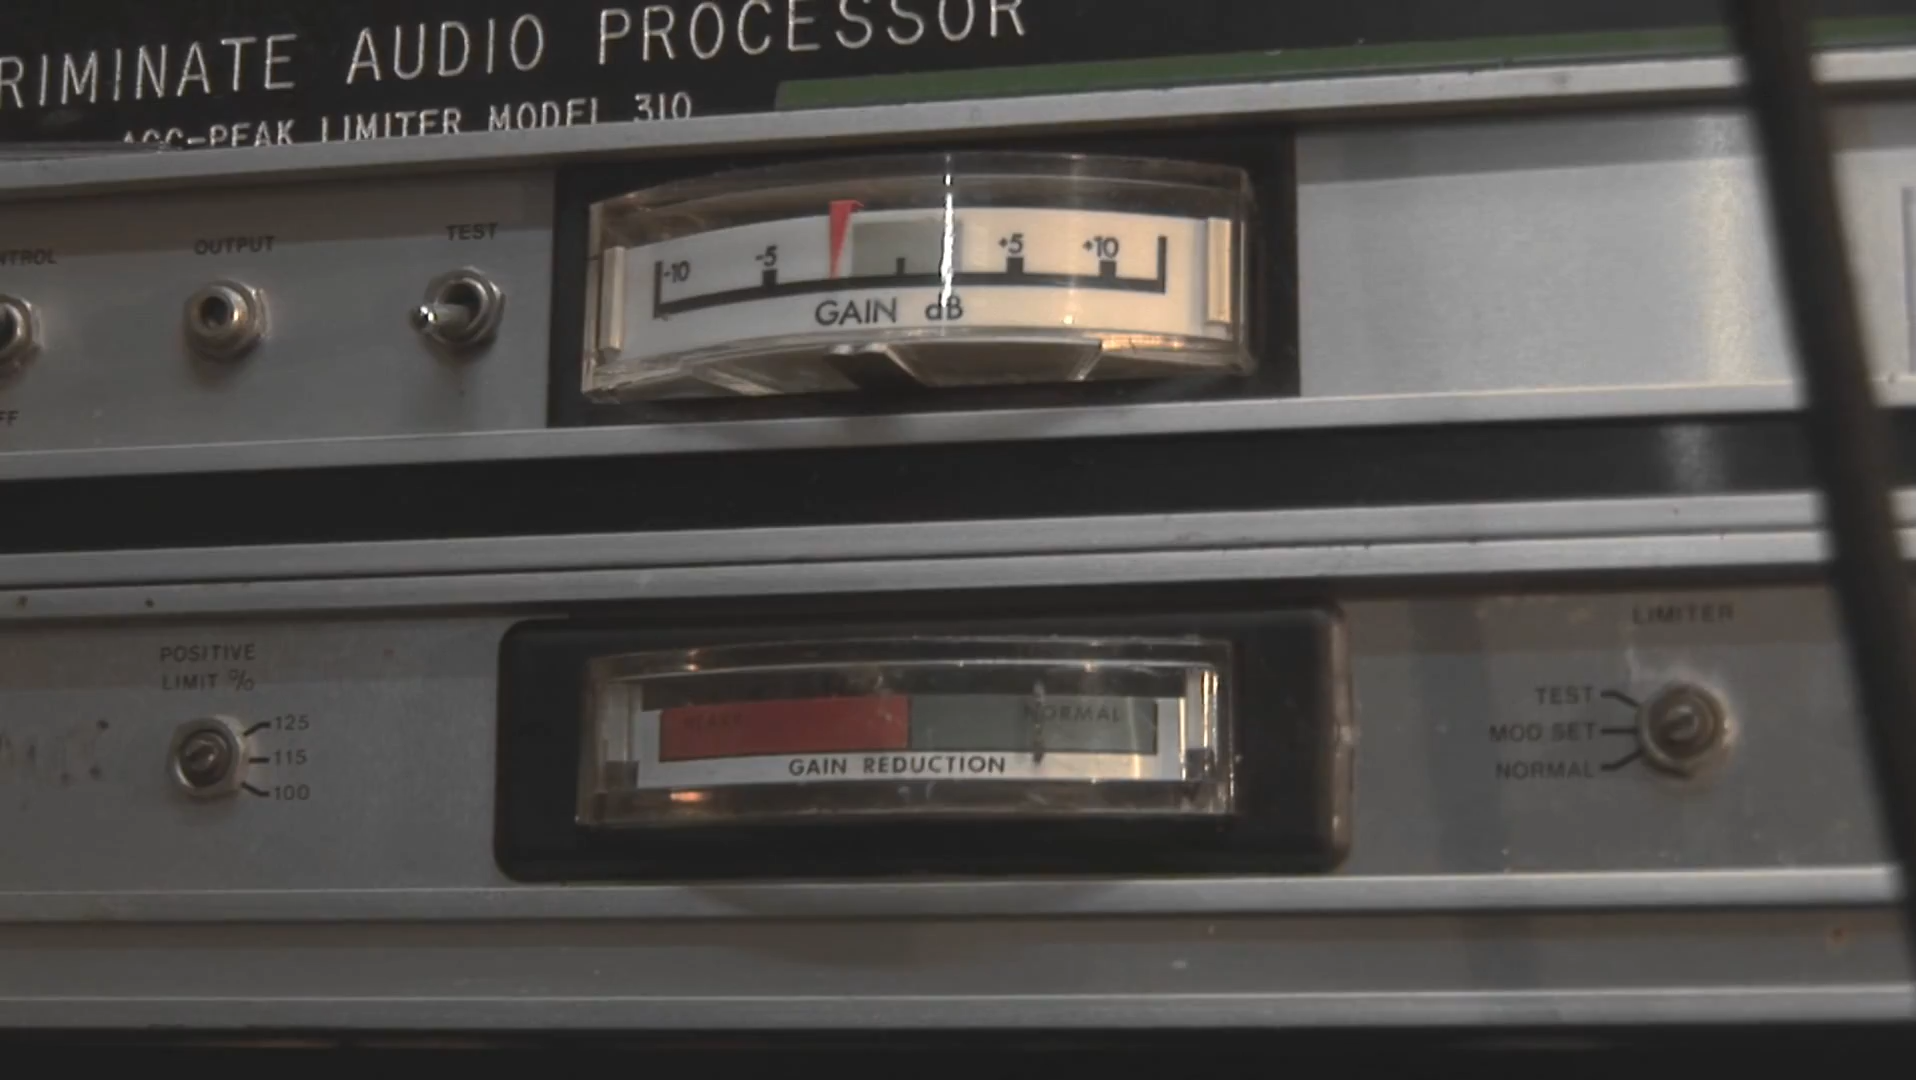 RIMINATE AUDIO PROCESSOR
AGC-PEAK LIMITER MODEL 310
NTROL OUTPUT TEST
FF
-10 -5 +5 +10
GAIN dB
POSITIVE
LIMIT %
125
115
100
HEAVY NORMAL
GAIN REDUCTION
LIMITER
TEST
MOD SET
NORMAL